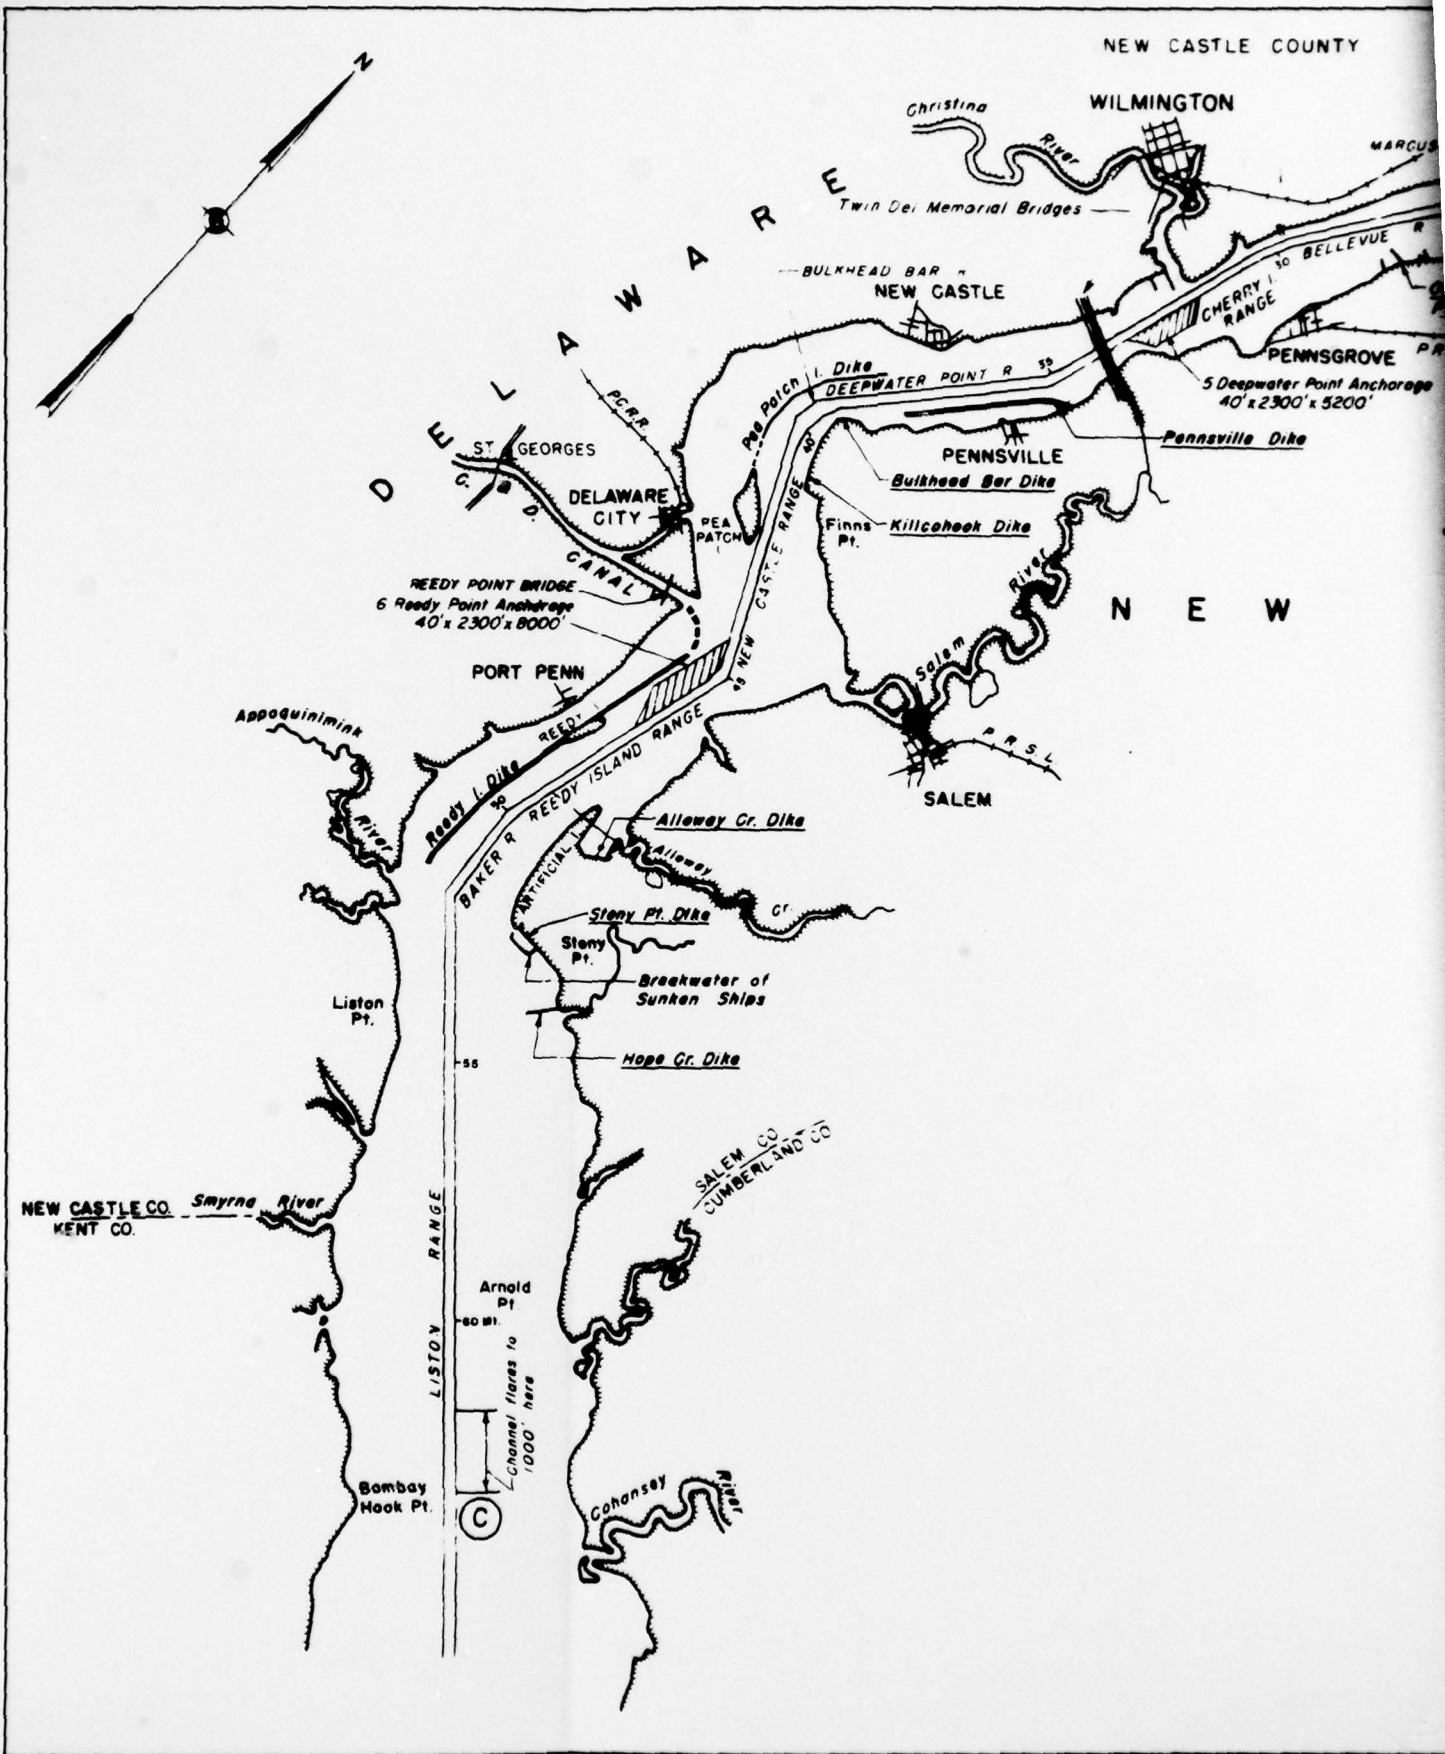 NEW CASTLE COUNTY
N
WILMINGTON
Christina
River
MARCUS
Twin Del Memorial Bridges
D E L A W A R E
BULKHEAD BAR R
NEW CASTLE
30 BELLEVUE R
CHERRY I.
RANGE
PENNSGROVE
PR
5 Deepwater Point Anchorage
40' x 2300' x 5200'
Pea Patch I. Dike
DEEPWATER POINT R
35
P.C.R.R.
ST. GEORGES
C. & D. CANAL
DELAWARE
CITY
PEA
PATCH
I
40
PENNSVILLE
Pennsville Dike
Bulkhead Bar Dike
Finns
Pt.
Killcohook Dike
45 NEW CASTLE RANGE
REEDY POINT BRIDGE
6 Reedy Point Anchorage
40' x 2300' x 8000'
N E W
Salem River
PORT PENN
REEDY I.
Appoquinimink
River
P R S L
SALEM
Reedy I. Dike
50
REEDY ISLAND RANGE
BAKER R
ARTIFICIAL I.
Alloway Cr. Dike
Alloway
Cr.
Stony Pt. Dike
Stony
Pt.
Breakwater of
Sunken Ships
Liston
Pt.
55
Hope Cr. Dike
SALEM CO
CUMBERLAND CO
NEW CASTLE CO.
KENT CO.
Smyrna River
LISTON RANGE
Arnold
Pt
60 MI.
Channel flares to
1000' here
Bombay
Hook Pt.
C
Cohansey
River